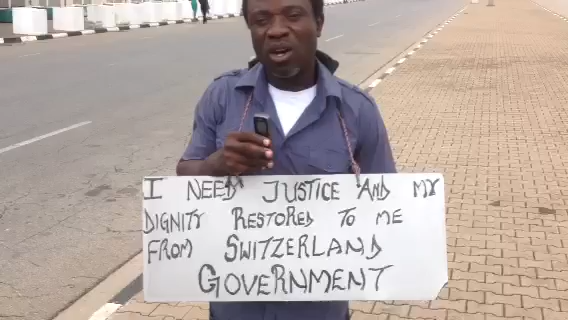 I NEED JUSTICE AND MY
DIGNITY RESTORED TO ME
FROM SWITZERLAND
GOVERNMENT